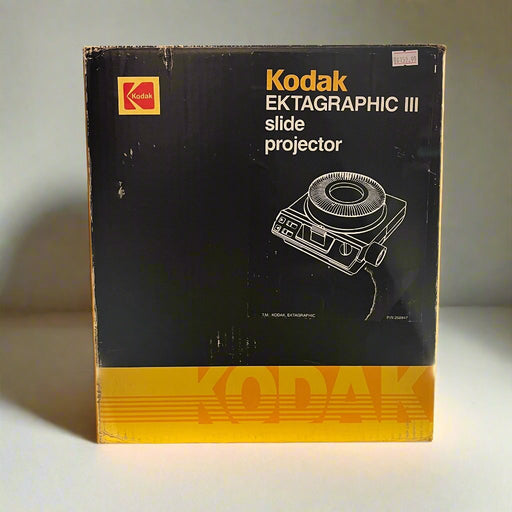 Kodak
Kodak
EKTAGRAPHIC III
slide
projector
T.M. KODAK, EKTAGRAPHIC
KODAK